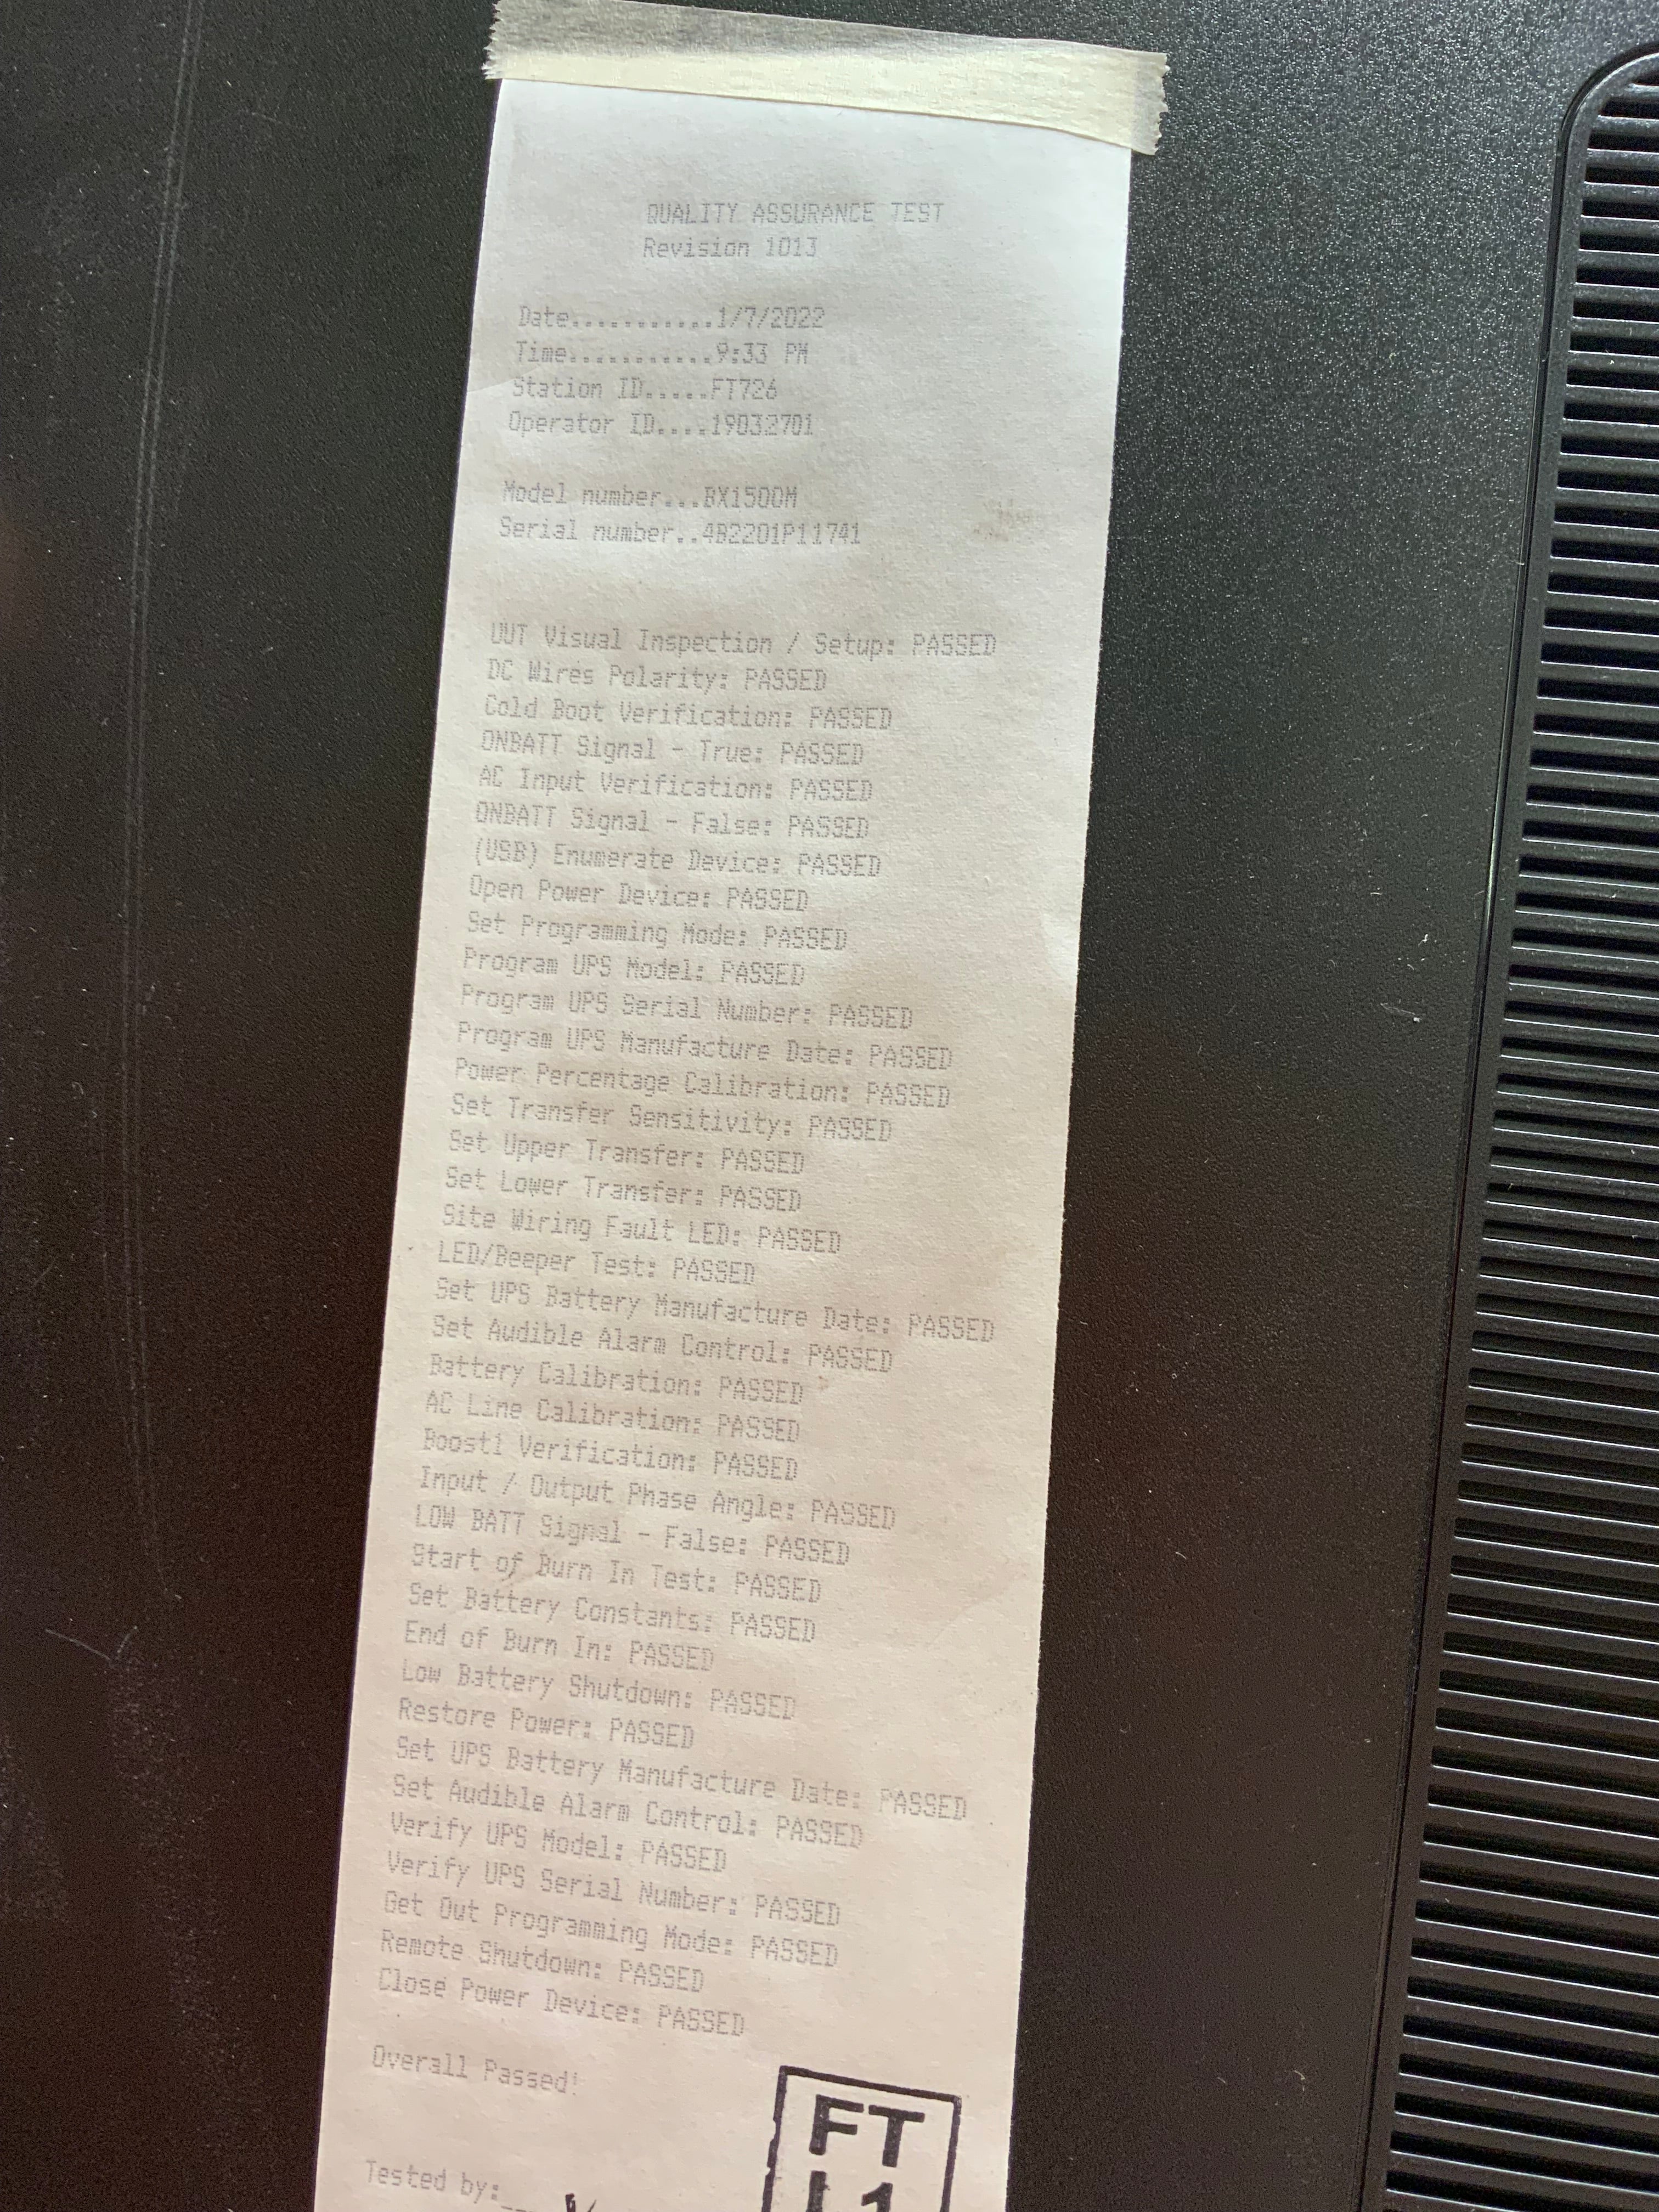 QUALITY ASSURANCE TEST
Revision 1013
Date...........1/7/2022
Time...........9:33 PM
Station ID.....FT726
Operator ID....19032701
Model number...BX1500M
Serial number..4B2201P11741
UUT Visual Inspection / Setup: PASSED
DC Wires Polarity: PASSED
Cold Boot Verification: PASSED
ONBATT Signal - True: PASSED
AC Input Verification: PASSED
ONBATT Signal - False: PASSED
(USB) Enumerate Device: PASSED
Open Power Device: PASSED
Set Programming Mode: PASSED
Program UPS Model: PASSED
Program UPS Serial Number: PASSED
Program UPS Manufacture Date: PASSED
Power Percentage Calibration: PASSED
Set Transfer Sensitivity: PASSED
Set Upper Transfer: PASSED
Set Lower Transfer: PASSED
Site Wiring Fault LED: PASSED
LED/Beeper Test: PASSED
Set UPS Battery Manufacture Date: PASSED
Set Audible Alarm Control: PASSED
Battery Calibration: PASSED
AC Line Calibration: PASSED
Boost1 Verification: PASSED
Input / Output Phase Angle: PASSED
LOW BATT Signal - False: PASSED
Start of Burn In Test: PASSED
Set Battery Constants: PASSED
End of Burn In: PASSED
Low Battery Shutdown: PASSED
Restore Power: PASSED
Set UPS Battery Manufacture Date: PASSED
Set Audible Alarm Control: PASSED
Verify UPS Model: PASSED
Verify UPS Serial Number: PASSED
Get Out Programming Mode: PASSED
Remote Shutdown: PASSED
Close Power Device: PASSED
Overall Passed!
FT
Tested by: